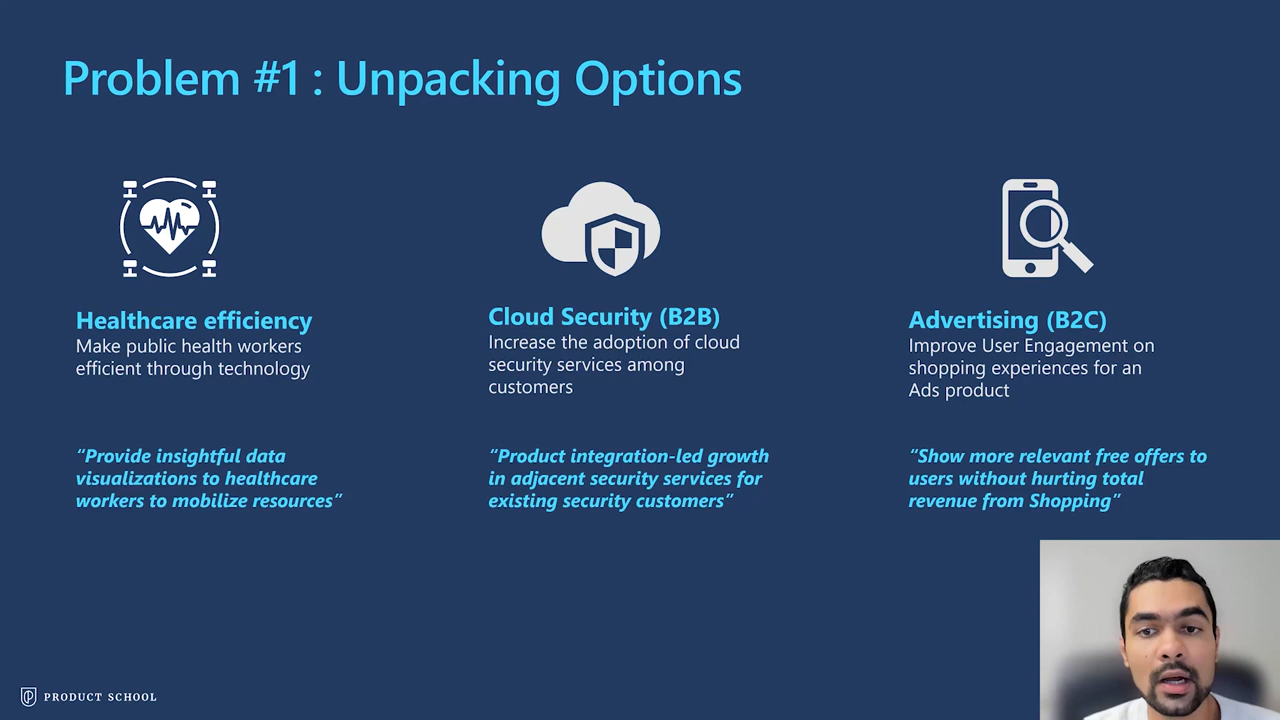 Problem #1 : Unpacking Options
Healthcare efficiency
Make public health workers
efficient through technology
“Provide insightful data
visualizations to healthcare
workers to mobilize resources”
Cloud Security (B2B)
Increase the adoption of cloud
security services among
customers
“Product integration-led growth
in adjacent security services for
existing security customers”
Advertising (B2C)
Improve User Engagement on
shopping experiences for an
Ads product
“Show more relevant free offers to
users without hurting total
revenue from Shopping”
PRODUCT SCHOOL